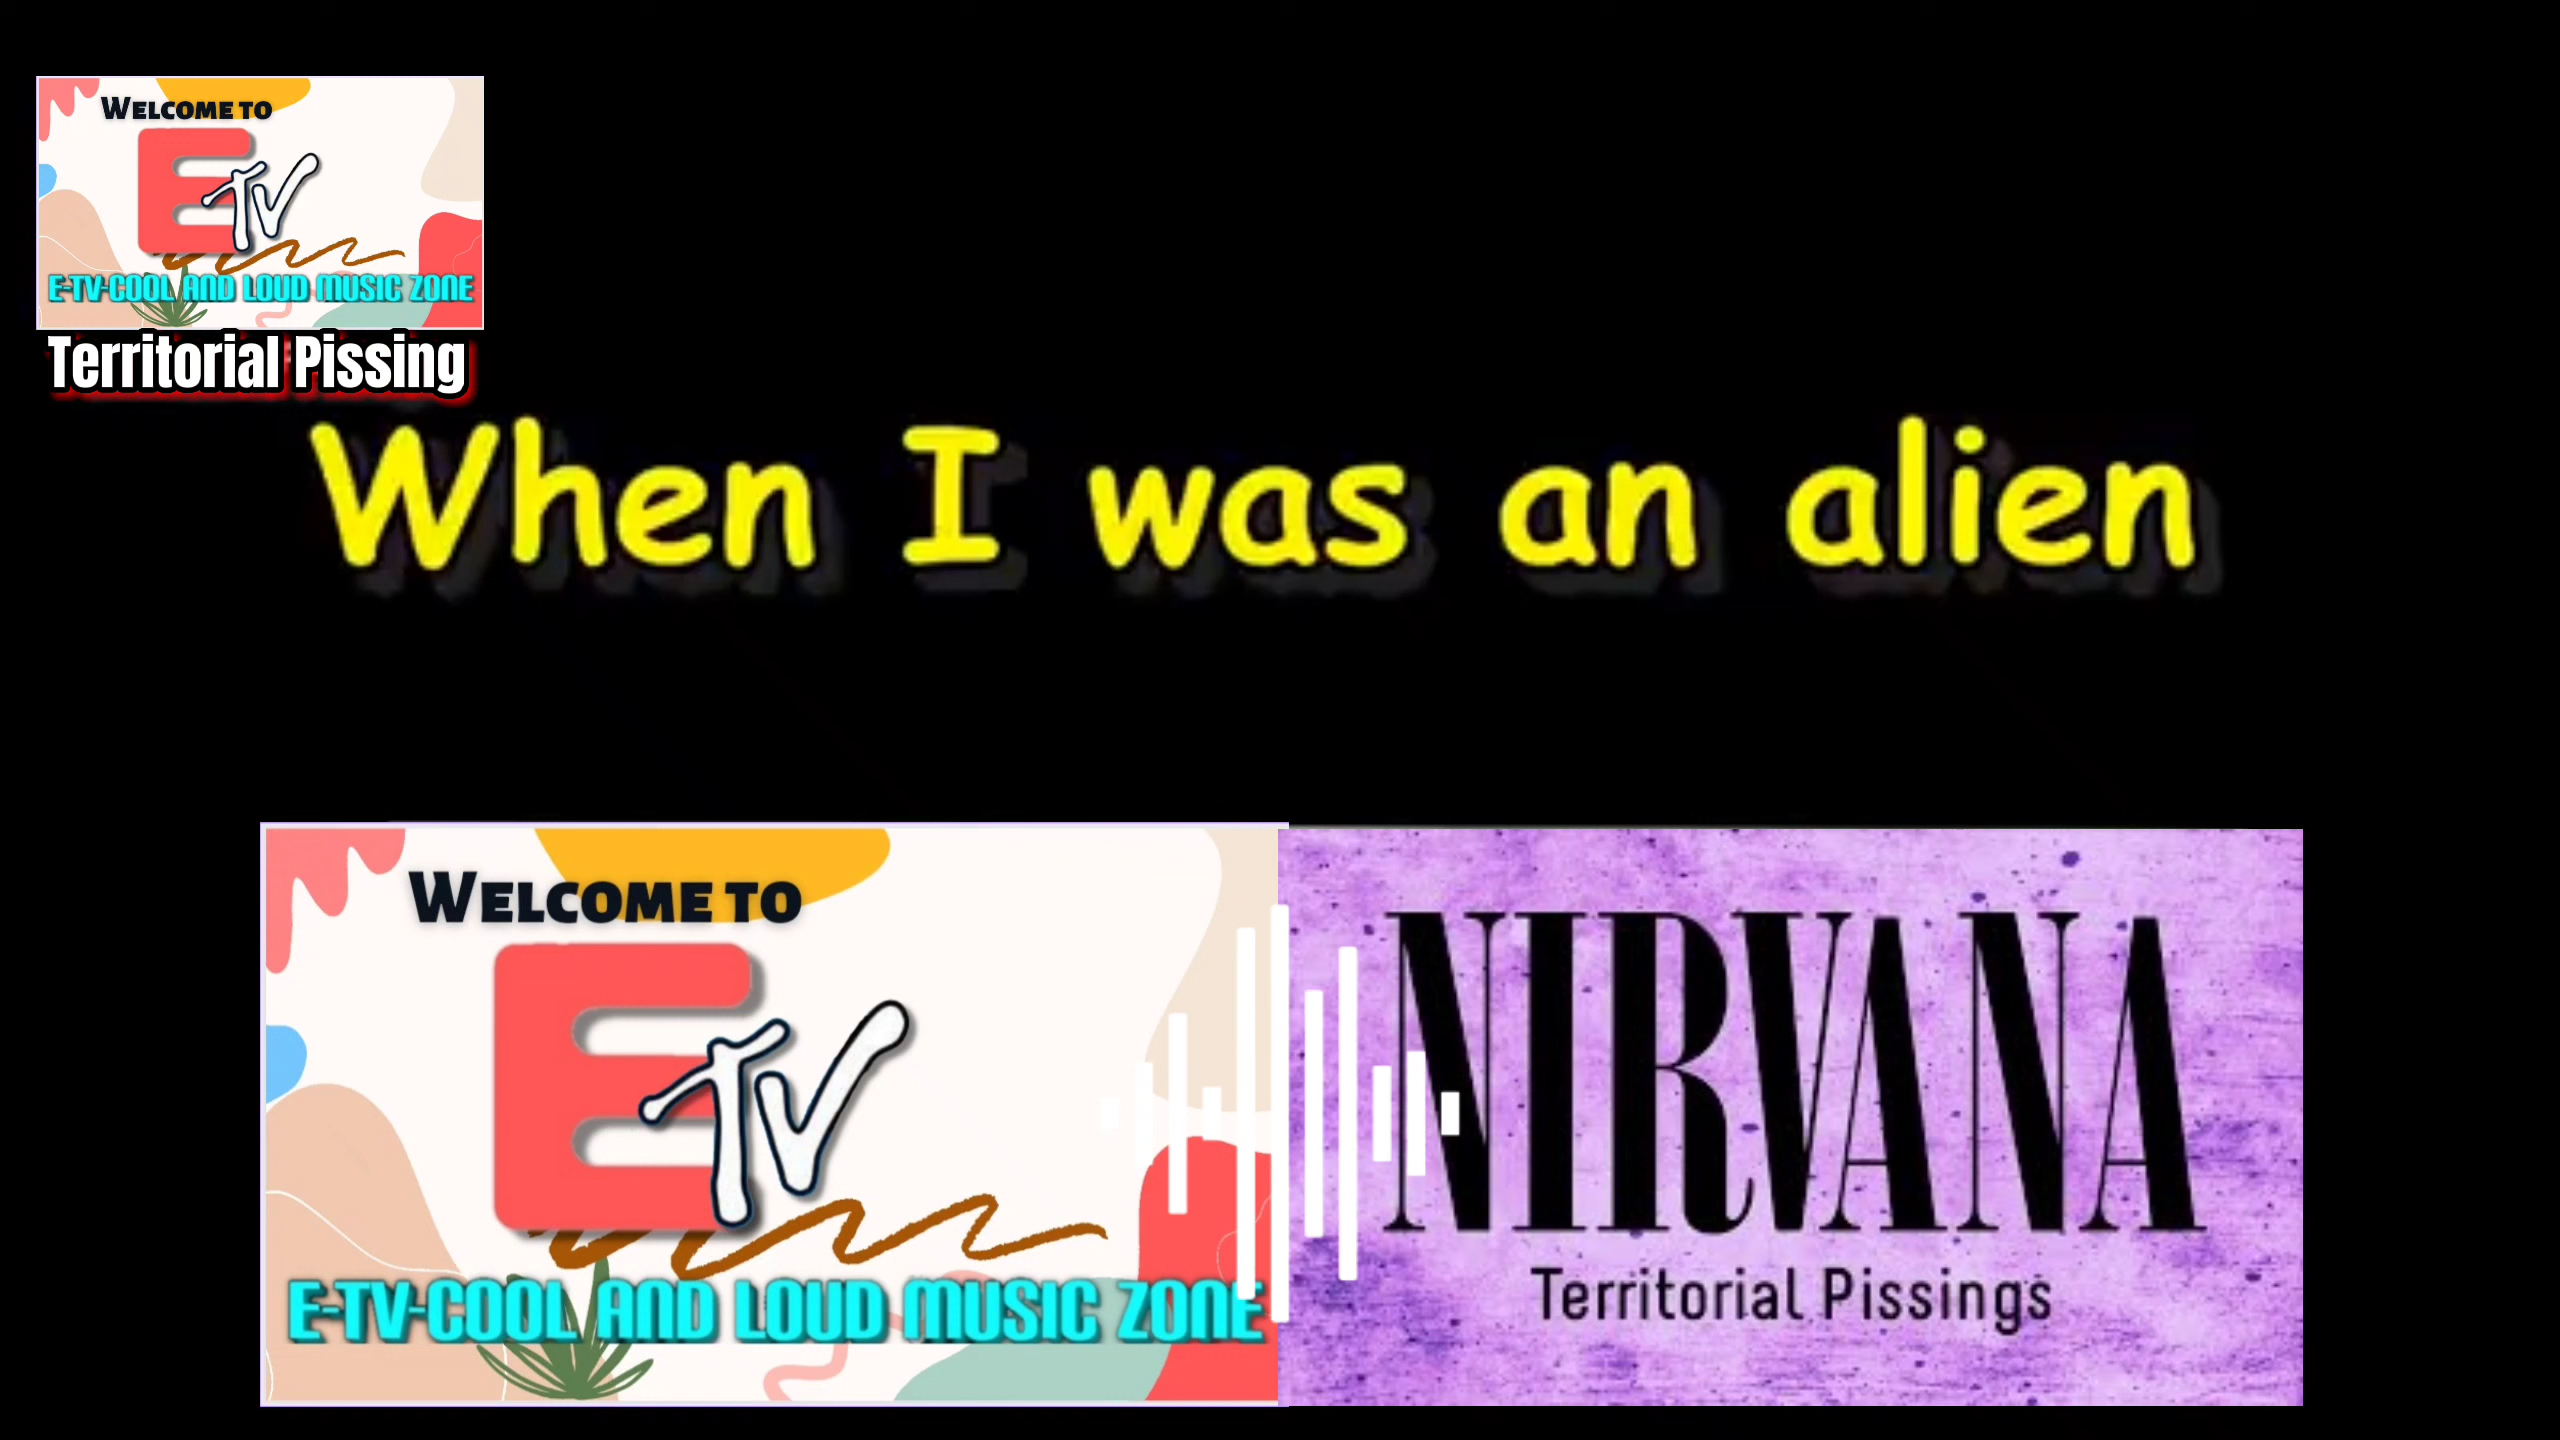 WELCOME TO
ETV
E-TV-COOL AND LOUD MUSIC ZONE
Territorial Pissing
When I was an alien
WELCOME TO
ETV
E-TV-COOL AND LOUD MUSIC ZONE
NIRVANA
Territorial Pissings